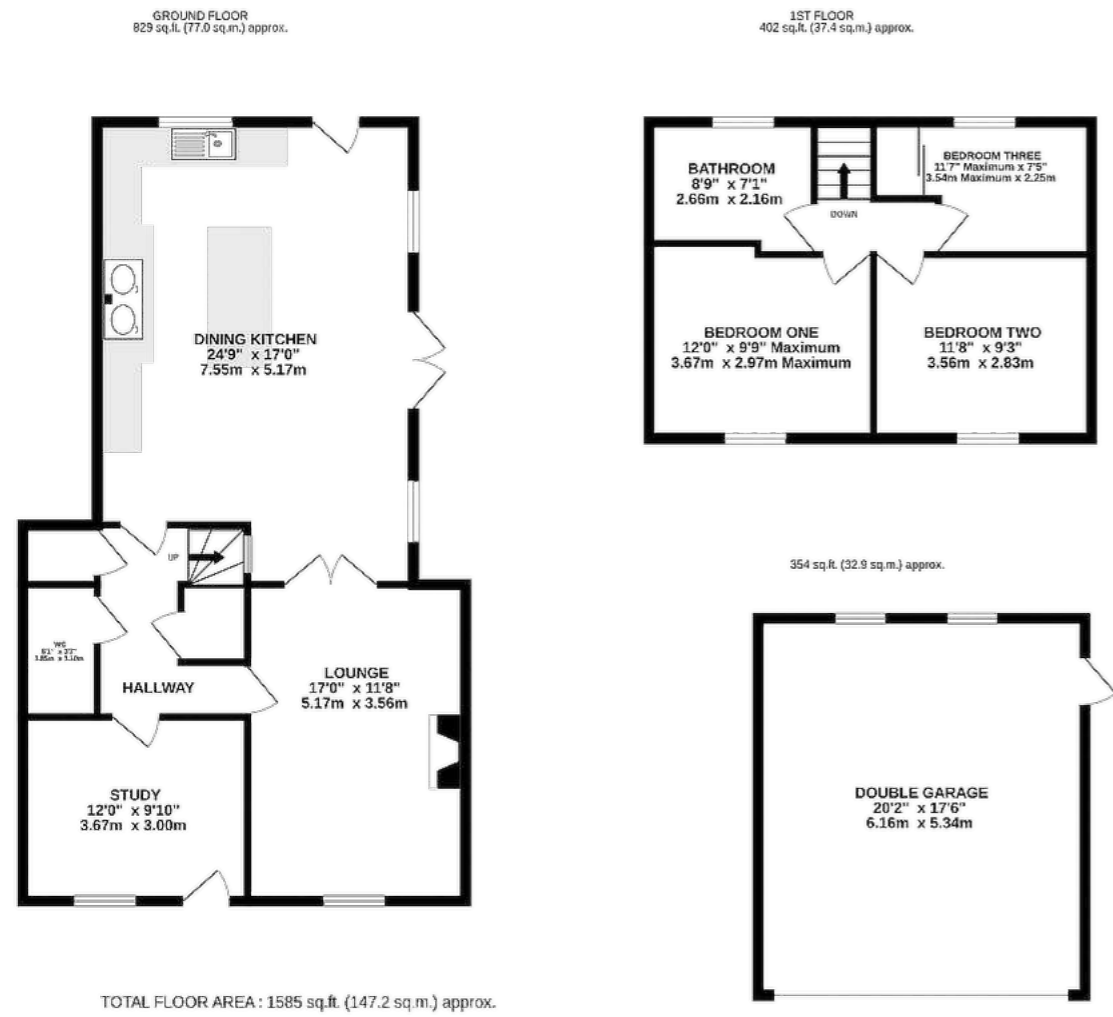 GROUND FLOOR
829 sq.ft. (77.0 sq.m.) approx.
1ST FLOOR
402 sq.ft. (37.4 sq.m.) approx.
DINING KITCHEN
24'9" x 17'0"
7.55m x 5.17m
UP
WC
HALLWAY
LOUNGE
17'0" x 11'8"
5.17m x 3.56m
STUDY
12'0" x 9'10"
3.67m x 3.00m
BATHROOM
8'9" x 7'1"
2.66m x 2.16m
DOWN
BEDROOM THREE
11'7" Maximum x 7'5"
3.54m Maximum x 2.25m
BEDROOM ONE
12'0" x 9'9" Maximum
3.67m x 2.97m Maximum
BEDROOM TWO
11'8" x 9'3"
3.56m x 2.83m
354 sq.ft. (32.9 sq.m.) approx.
DOUBLE GARAGE
20'2" x 17'6"
6.16m x 5.34m
TOTAL FLOOR AREA : 1585 sq.ft. (147.2 sq.m.) approx.